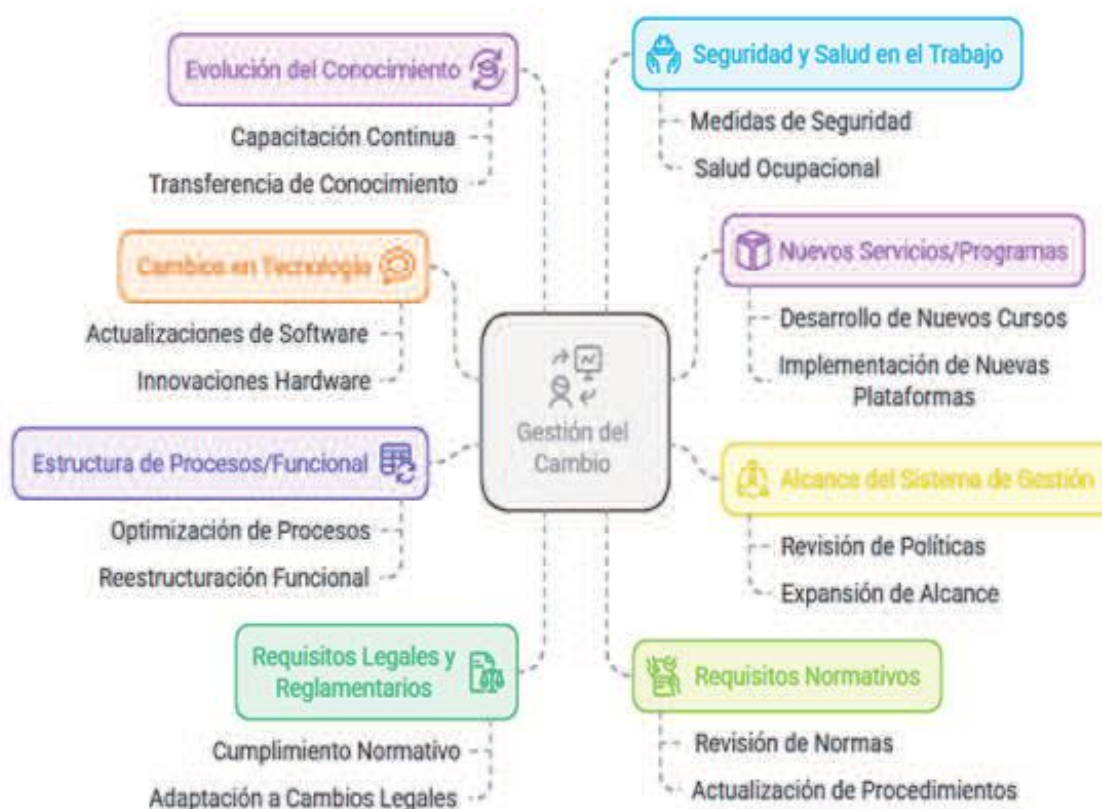 Evolución del Conocimiento
Capacitación Continua
Transferencia de Conocimiento
Cambios en Tecnología
Actualizaciones de Software
Innovaciones Hardware
Estructura de Procesos/Funcional
Optimización de Procesos
Reestructuración Funcional
Requisitos Legales y
Reglamentarios
Cumplimiento Normativo
Adaptación a Cambios Legales
Gestión del
Cambio
Seguridad y Salud en el Trabajo
Medidas de Seguridad
Salud Ocupacional
Nuevos Servicios/Programas
Desarrollo de Nuevos Cursos
Implementación de Nuevas
Plataformas
Alcance del Sistema de Gestión
Revisión de Políticas
Expansión de Alcance
Requisitos Normativos
Revisión de Normas
Actualización de Procedimientos